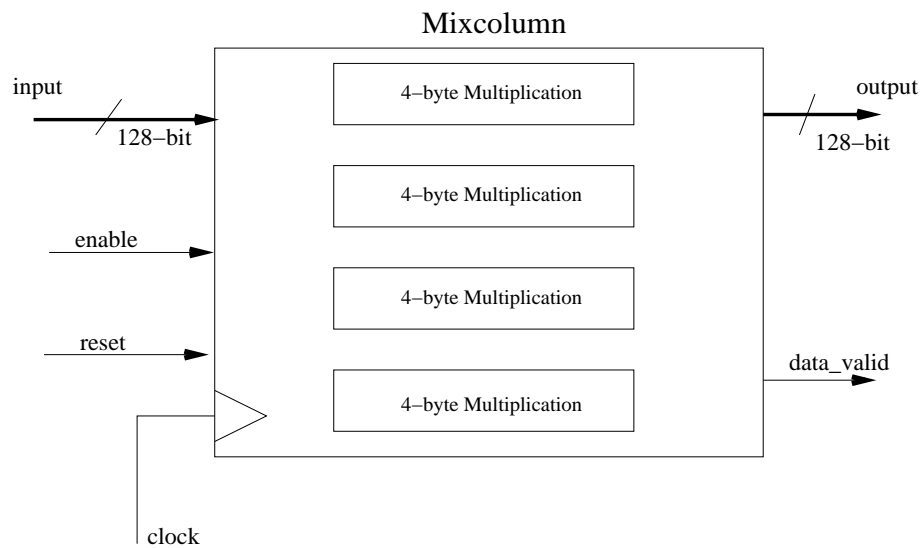 Mixcolumn
input
128−bit
4−byte Multiplication
output
128−bit
4−byte Multiplication
enable
4−byte Multiplication
reset
data_valid
4−byte Multiplication
clock